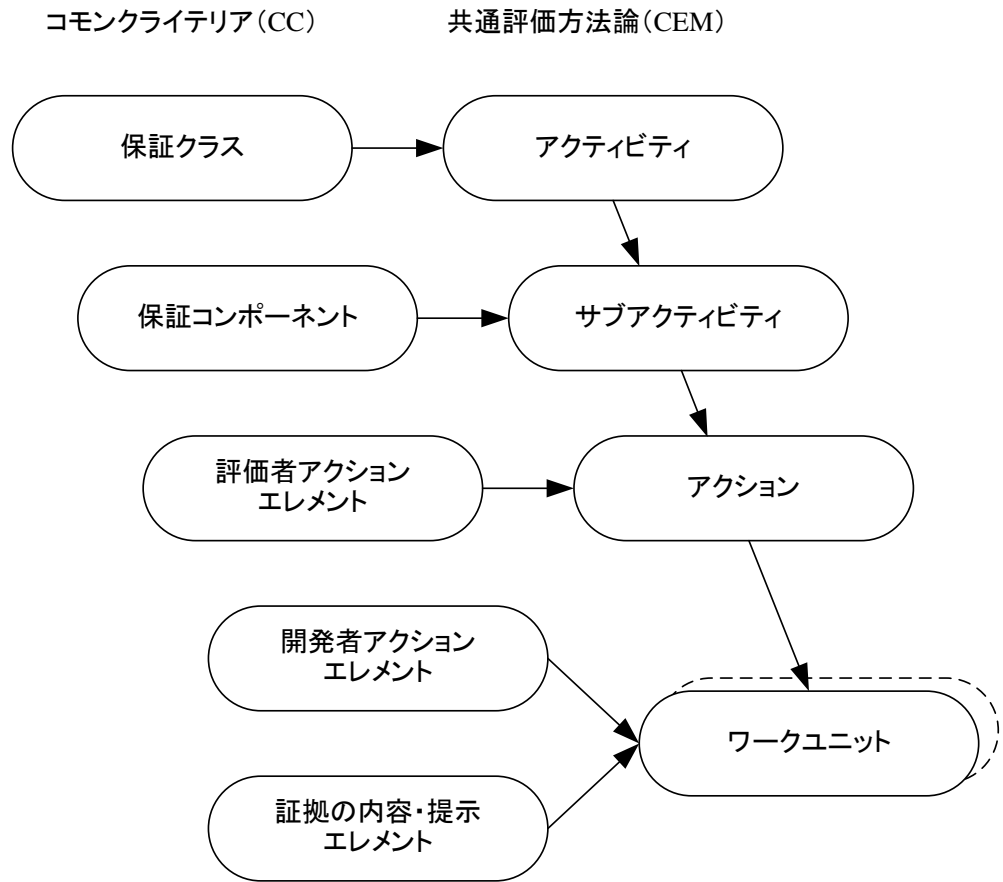 コモンクライテリア(CC)
共通評価方法論(CEM)
保証クラス
アクティビティ
保証コンポーネント
サブアクティビティ
評価者アクション
エレメント
アクション
開発者アクション
エレメント
ワークユニット
証拠の内容・提示
エレメント